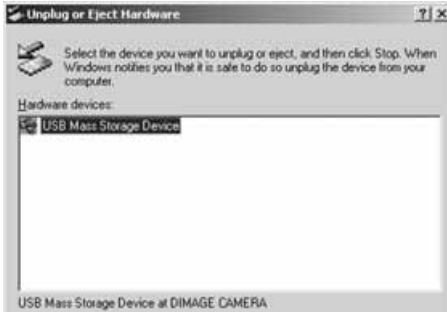 Unplug or Eject Hardware
Select the device you want to unplug or eject, and then click Stop. When
Windows notifies you that it is safe to do so unplug the device from your
computer.
Hardware devices:
USB Mass Storage Device
USB Mass Storage Device at DIMAGE CAMERA